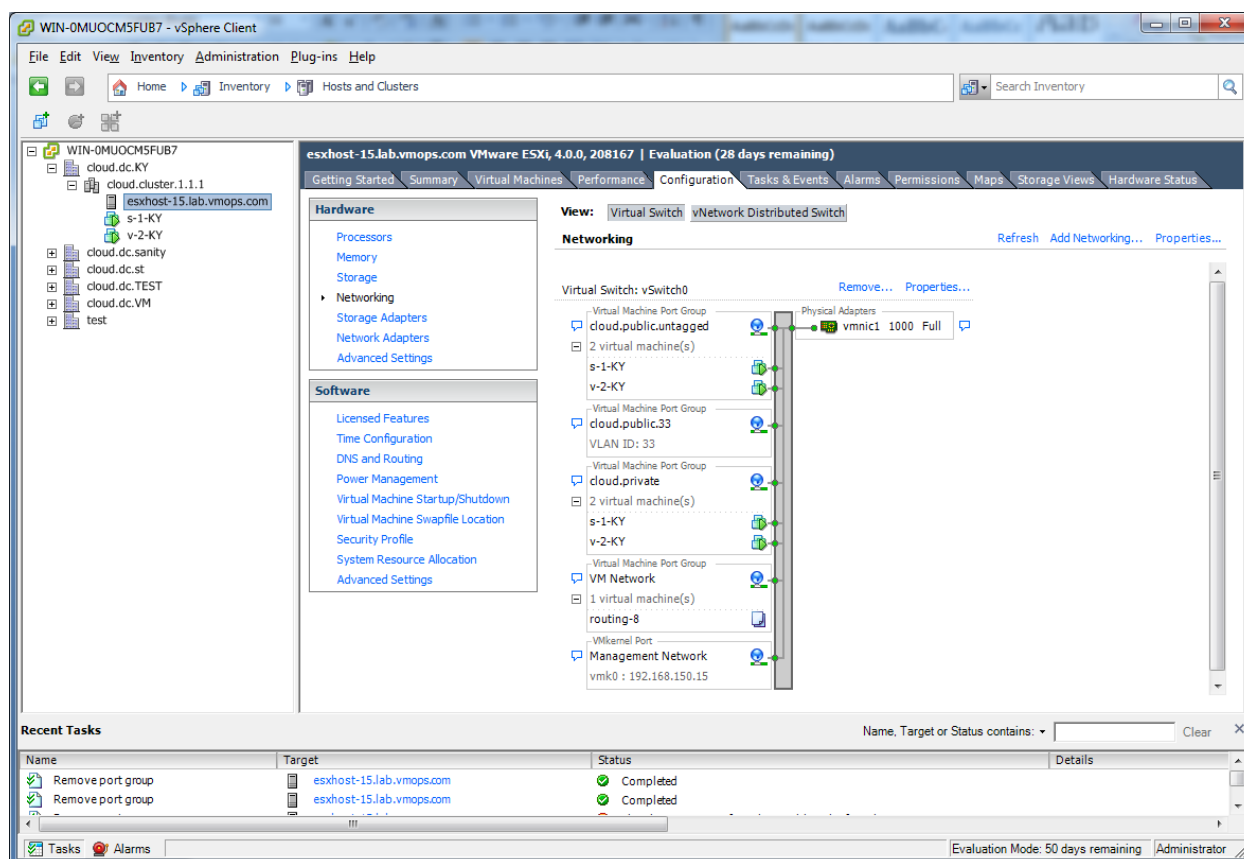 WIN-0MUOCM5FUB7 - vSphere Client
File Edit View Inventory Administration Plug-ins Help
Home Inventory Hosts and Clusters Search Inventory
WIN-0MUOCM5FUB7
cloud.dc.KY
cloud.cluster.1.1.1
esxhost-15.lab.vmops.com
s-1-KY
v-2-KY
cloud.dc.sanity
cloud.dc.st
cloud.dc.TEST
cloud.dc.VM
test
esxhost-15.lab.vmops.com VMware ESXi, 4.0.0, 208167 | Evaluation (28 days remaining)
Getting Started Summary Virtual Machines Performance Configuration Tasks & Events Alarms Permissions Maps Storage Views Hardware Status
Hardware
Processors
Memory
Storage
Networking
Storage Adapters
Network Adapters
Advanced Settings
Software
Licensed Features
Time Configuration
DNS and Routing
Power Management
Virtual Machine Startup/Shutdown
Virtual Machine Swapfile Location
Security Profile
System Resource Allocation
Advanced Settings
View: Virtual Switch vNetwork Distributed Switch
Networking Refresh Add Networking... Properties...
Virtual Switch: vSwitch0 Remove... Properties...
Virtual Machine Port Group Physical Adapters
cloud.public.untagged vmnic1 1000 Full
2 virtual machine(s)
s-1-KY
v-2-KY
Virtual Machine Port Group
cloud.public.33
VLAN ID: 33
Virtual Machine Port Group
cloud.private
2 virtual machine(s)
s-1-KY
v-2-KY
Virtual Machine Port Group
VM Network
1 virtual machine(s)
routing-8
VMkernel Port
Management Network
vmk0 : 192.168.150.15
Recent Tasks Name, Target or Status contains: Clear
Name Target Status Details
Remove port group esxhost-15.lab.vmops.com Completed
Remove port group esxhost-15.lab.vmops.com Completed
Tasks Alarms Evaluation Mode: 50 days remaining Administrator